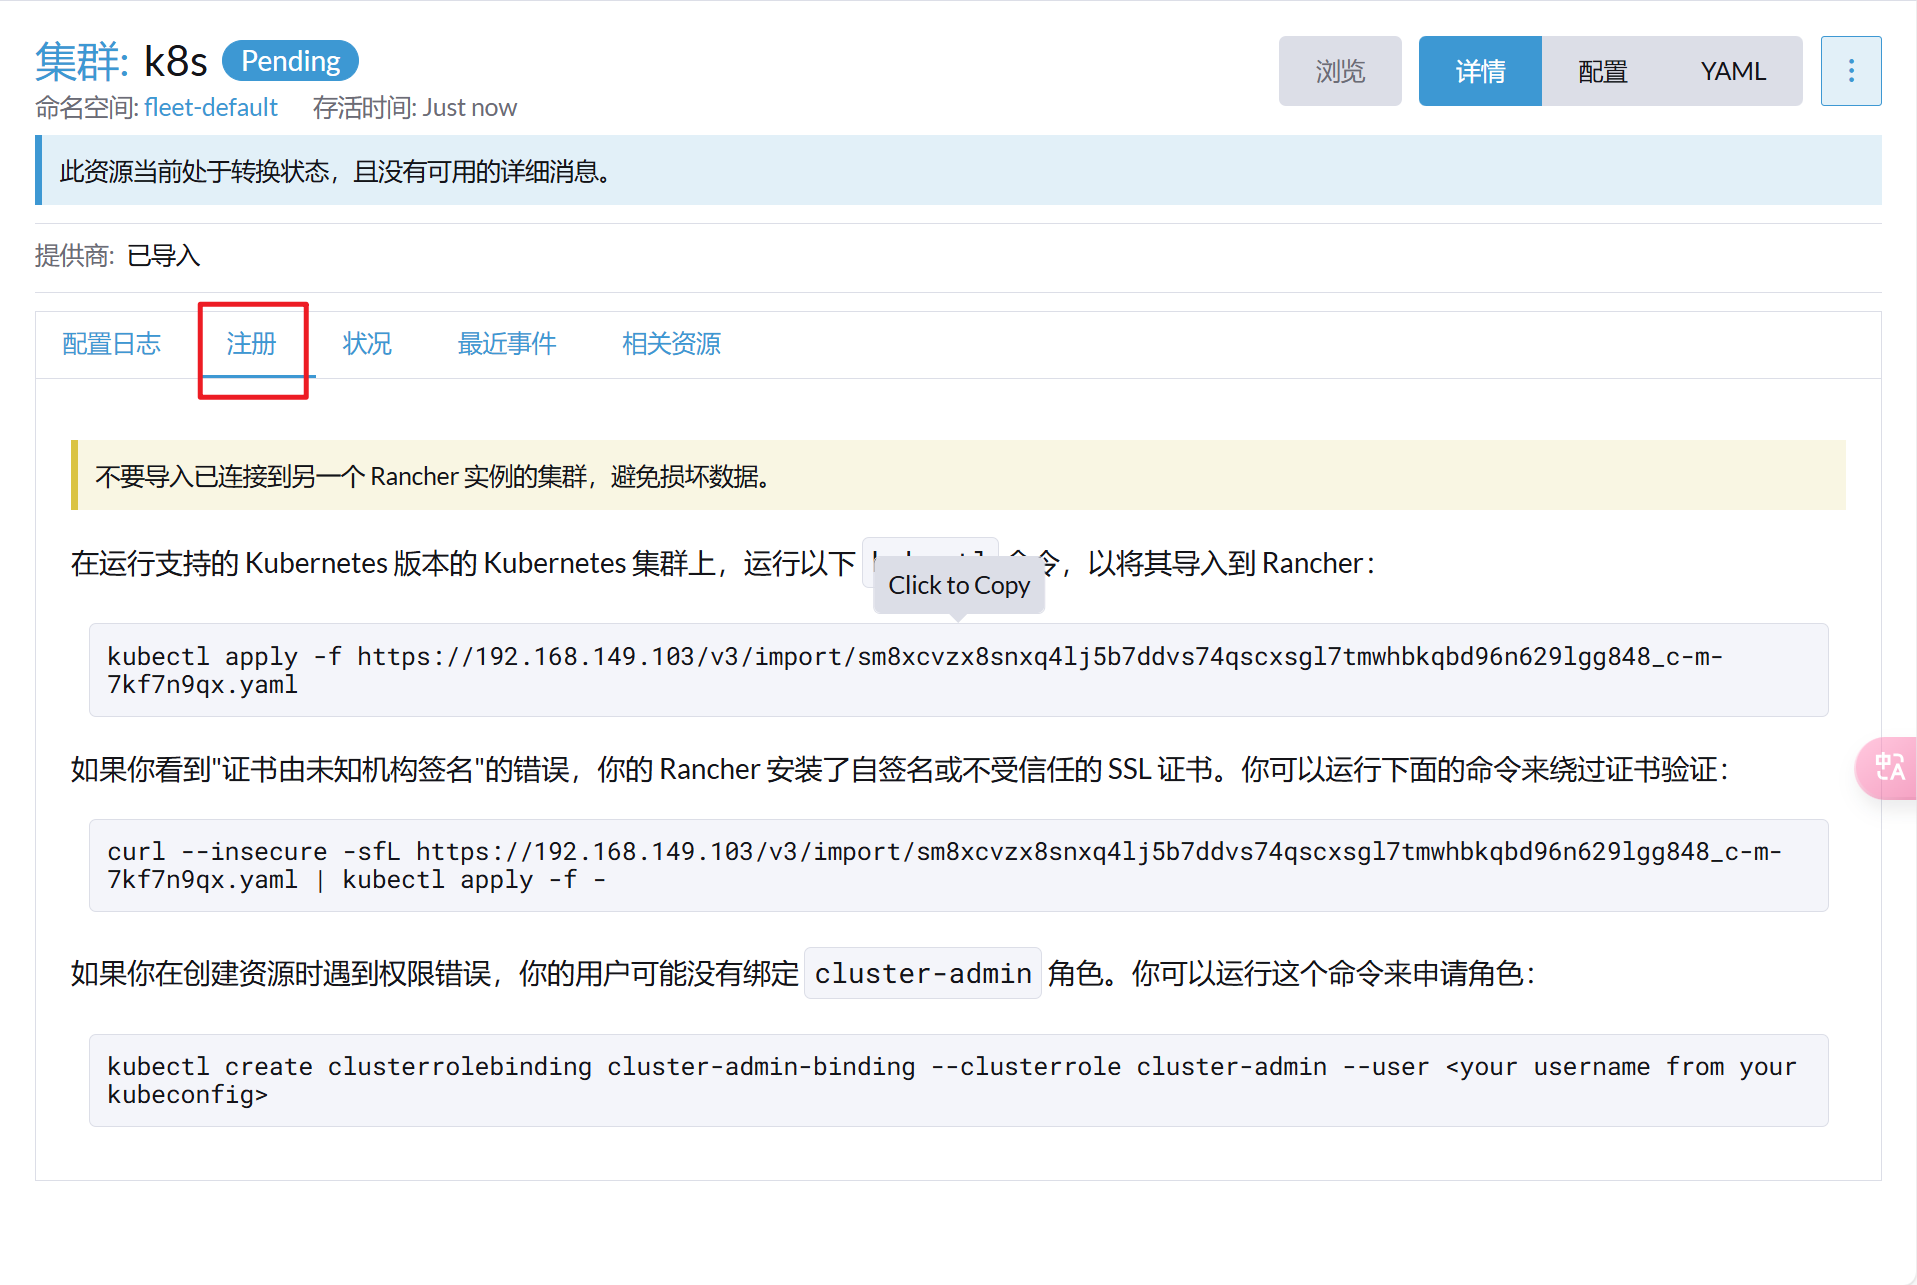 集群: k8s Pending
浏览 详情 配置 YAML
命名空间: fleet-default 存活时间: Just now
此资源当前处于转换状态，且没有可用的详细消息。
提供商: 已导入
配置日志 注册 状况 最近事件 相关资源
不要导入已连接到另一个 Rancher 实例的集群，避免损坏数据。
在运行支持的 Kubernetes 版本的 Kubernetes 集群上，运行以下 命令，以将其导入到 Rancher：
Click to Copy
kubectl apply -f https://192.168.149.103/v3/import/sm8xcvzx8snxq4lj5b7ddvs74qscxsgl7tmwhbkqbd96n629lgg848_c-m-
7kf7n9qx.yaml
如果你看到"证书由未知机构签名"的错误，你的 Rancher 安装了自签名或不受信任的 SSL 证书。你可以运行下面的命令来绕过证书验证：
curl --insecure -sfL https://192.168.149.103/v3/import/sm8xcvzx8snxq4lj5b7ddvs74qscxsgl7tmwhbkqbd96n629lgg848_c-m-
7kf7n9qx.yaml | kubectl apply -f -
如果你在创建资源时遇到权限错误，你的用户可能没有绑定 cluster-admin 角色。你可以运行这个命令来申请角色：
kubectl create clusterrolebinding cluster-admin-binding --clusterrole cluster-admin --user <your username from your
kubeconfig>
中A